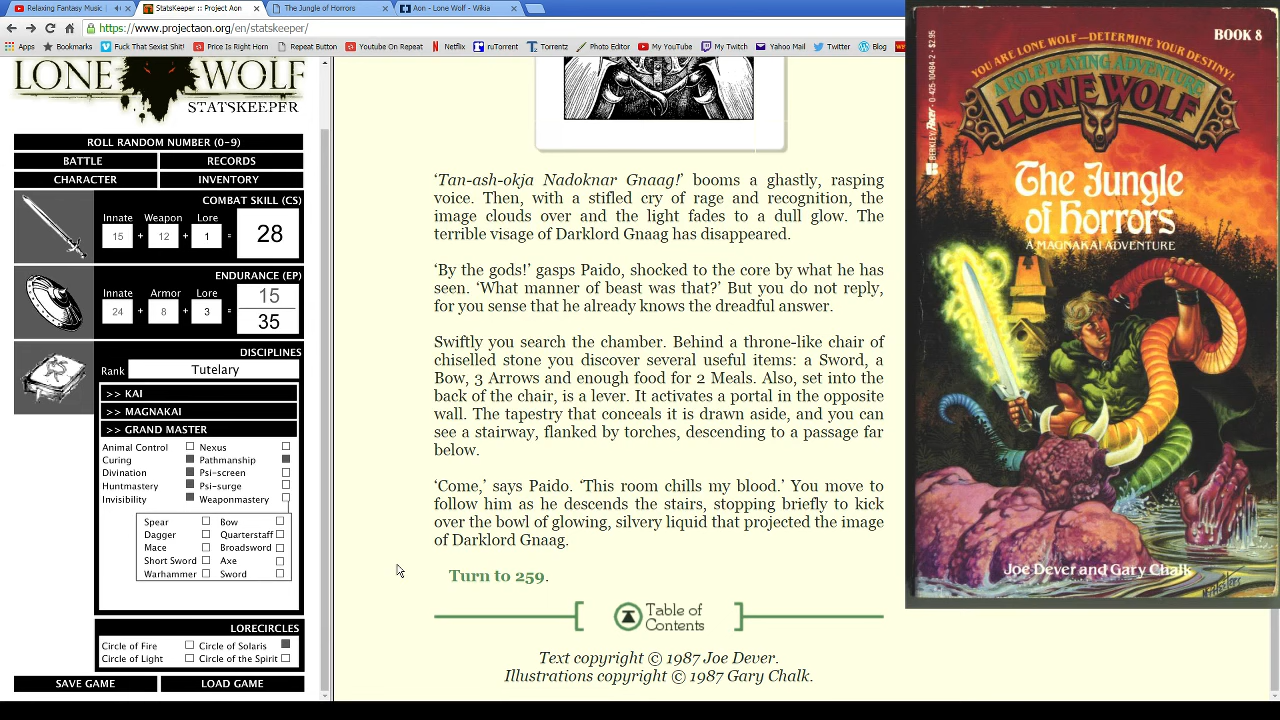 Relaxing Fantasy Music
StatsKeeper :: Project Aon
The Jungle of Horrors
Aon - Lone Wolf - Wikia
https://www.projectaon.org/en/statskeeper/
Apps
Bookmarks
Fuck That Sexist Shit!
Price Is Right Horn
Repeat Button
Youtube On Repeat
Netflix
ruTorrent
Torrentz
Photo Editor
My YouTube
My Twitch
Yahoo Mail
Twitter
Blog
LONE WOLF
STATSKEEPER
ROLL RANDOM NUMBER (0-9)
BATTLE RECORDS
CHARACTER INVENTORY
COMBAT SKILL (CS)
Innate Weapon Lore
15 + 12 + 1 = 28
ENDURANCE (EP)
Innate Armor Lore
24 + 8 + 3 = 15
35
DISCIPLINES
Rank Tutelary
>> KAI
>> MAGNAKAI
>> GRAND MASTER
Animal Control Nexus
Curing Pathmanship
Divination Psi-screen
Huntmastery Psi-surge
Invisibility Weaponmastery
Spear Bow
Dagger Quarterstaff
Mace Broadsword
Short Sword Axe
Warhammer Sword
LORECIRCLES
Circle of Fire Circle of Solaris
Circle of Light Circle of the Spirit
SAVE GAME LOAD GAME
‘Tan-ash-okja Nadoknar Gnaag!’ booms a ghastly, rasping
voice. Then, with a stifled cry of rage and recognition, the
image clouds over and the light fades to a dull glow. The
terrible visage of Darklord Gnaag has disappeared.
‘By the gods!’ gasps Paido, shocked to the core by what he has
seen. ‘What manner of beast was that?’ But you do not reply,
for you sense that he already knows the dreadful answer.
Swiftly you search the chamber. Behind a throne-like chair of
chiselled stone you discover several useful items: a Sword, a
Bow, 3 Arrows and enough food for 2 Meals. Also, set into the
back of the chair, is a lever. It activates a portal in the opposite
wall. The tapestry that conceals it is drawn aside, and you can
see a stairway, flanked by torches, descending to a passage far
below.
‘Come,’ says Paido. ‘This room chills my blood.’ You move to
follow him as he descends the stairs, stopping briefly to kick
over the bowl of glowing, silvery liquid that projected the image
of Darklord Gnaag.
Turn to 259.
Table of
Contents
Text copyright © 1987 Joe Dever.
Illustrations copyright © 1987 Gary Chalk.
BOOK 8
YOU ARE LONE WOLF—DETERMINE YOUR DESTINY!
A ROLE PLAYING ADVENTURE
LONE WOLF
The Jungle
of Horrors
A MAGNAKAI ADVENTURE
BERKLEY/Pacer · 0-425-10484-2 · $2.95
Joe Dever and Gary Chalk